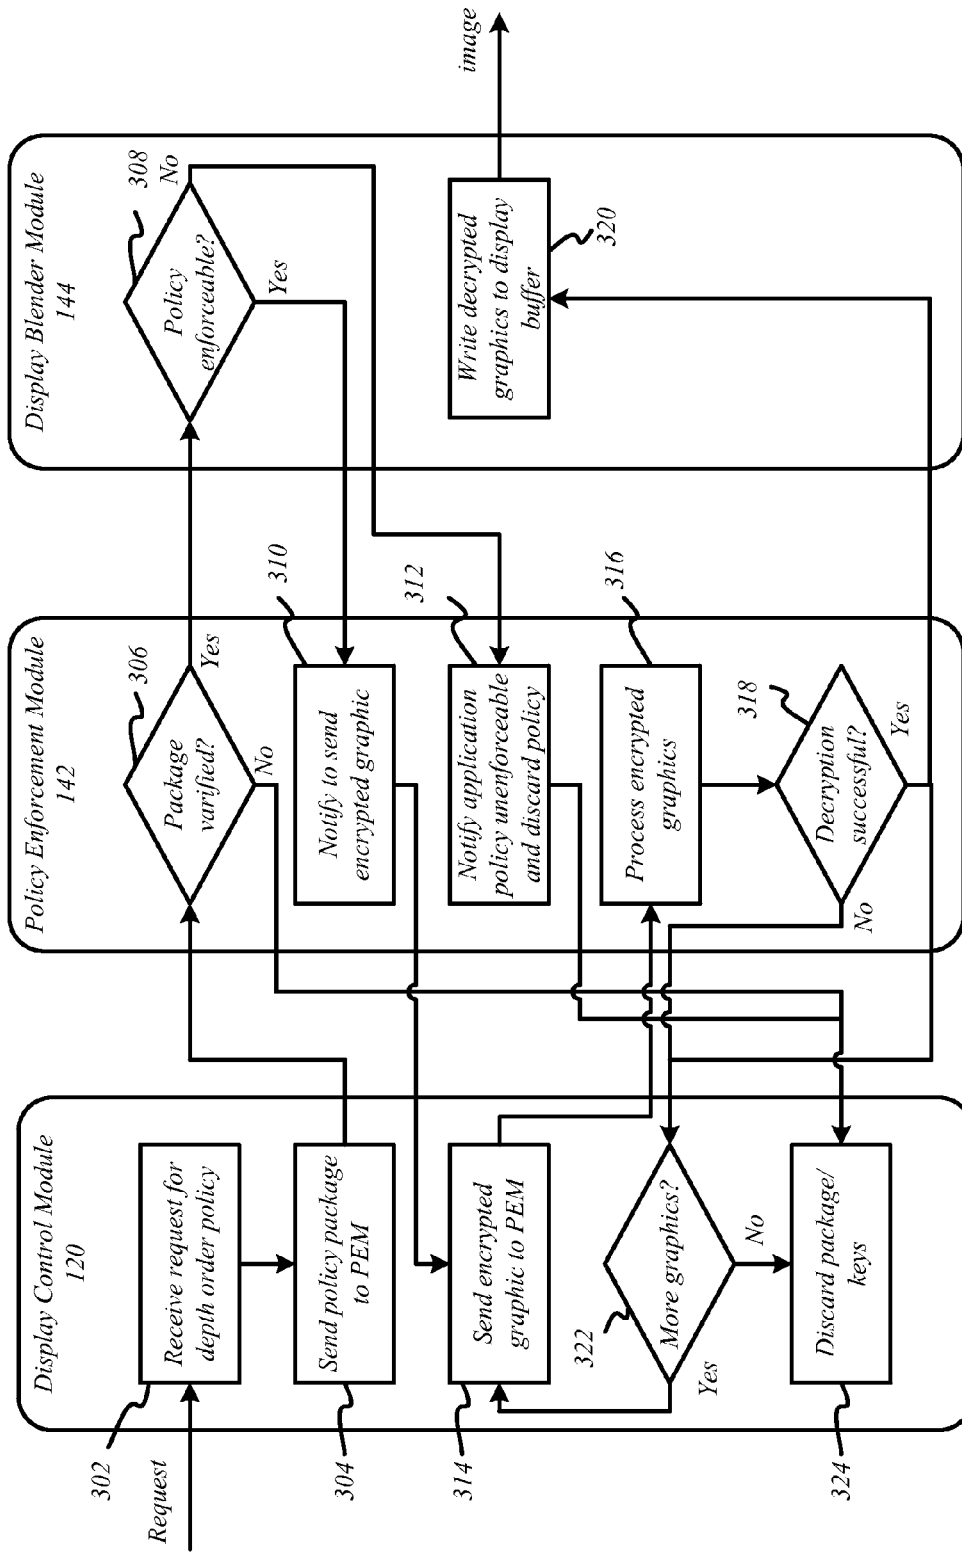 Request
Display Control Module
120
302
Receive request for
depth order policy
304
Send policy package
to PEM
314
Send encrypted
graphic to PEM
322
More graphics?
Yes
No
324
Discard package/
keys
Policy Enforcement Module
142
306
Package
varified?
Yes
No
310
Notify to send
encrypted graphic
312
Notify application
policy unenforceable
and discard policy
316
Process encrypted
graphics
318
Decryption
successful?
No
Yes
Display Blender Module
144
308
Policy
enforceable?
No
Yes
Write decrypted
graphics to display
buffer
320
image